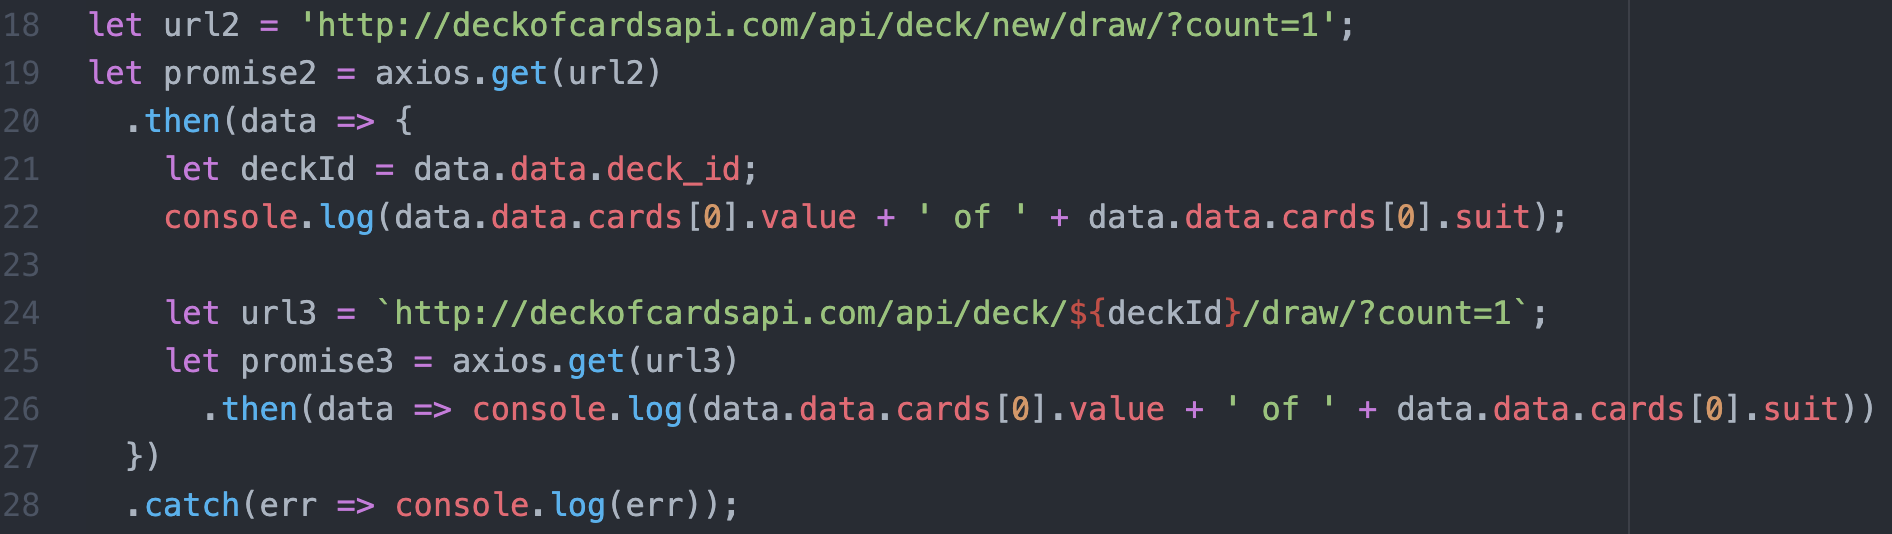 18 let url2 = 'http://deckofcardsapi.com/api/deck/new/draw/?count=1';
19 let promise2 = axios.get(url2)
20   .then(data => {
21     let deckId = data.data.deck_id;
22     console.log(data.data.cards[0].value + ' of ' + data.data.cards[0].suit);
23
24     let url3 = `http://deckofcardsapi.com/api/deck/${deckId}/draw/?count=1`;
25     let promise3 = axios.get(url3)
26       .then(data => console.log(data.data.cards[0].value + ' of ' + data.data.cards[0].suit))
27   })
28   .catch(err => console.log(err));